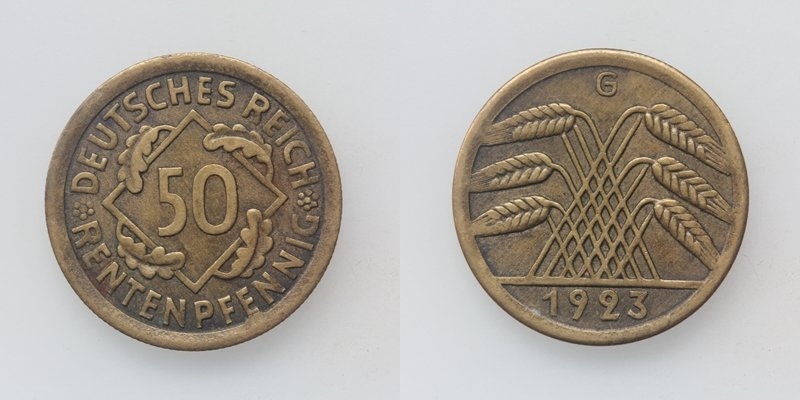 DEUTSCHES REICH
50
RENTENPFENNIG
G
1923